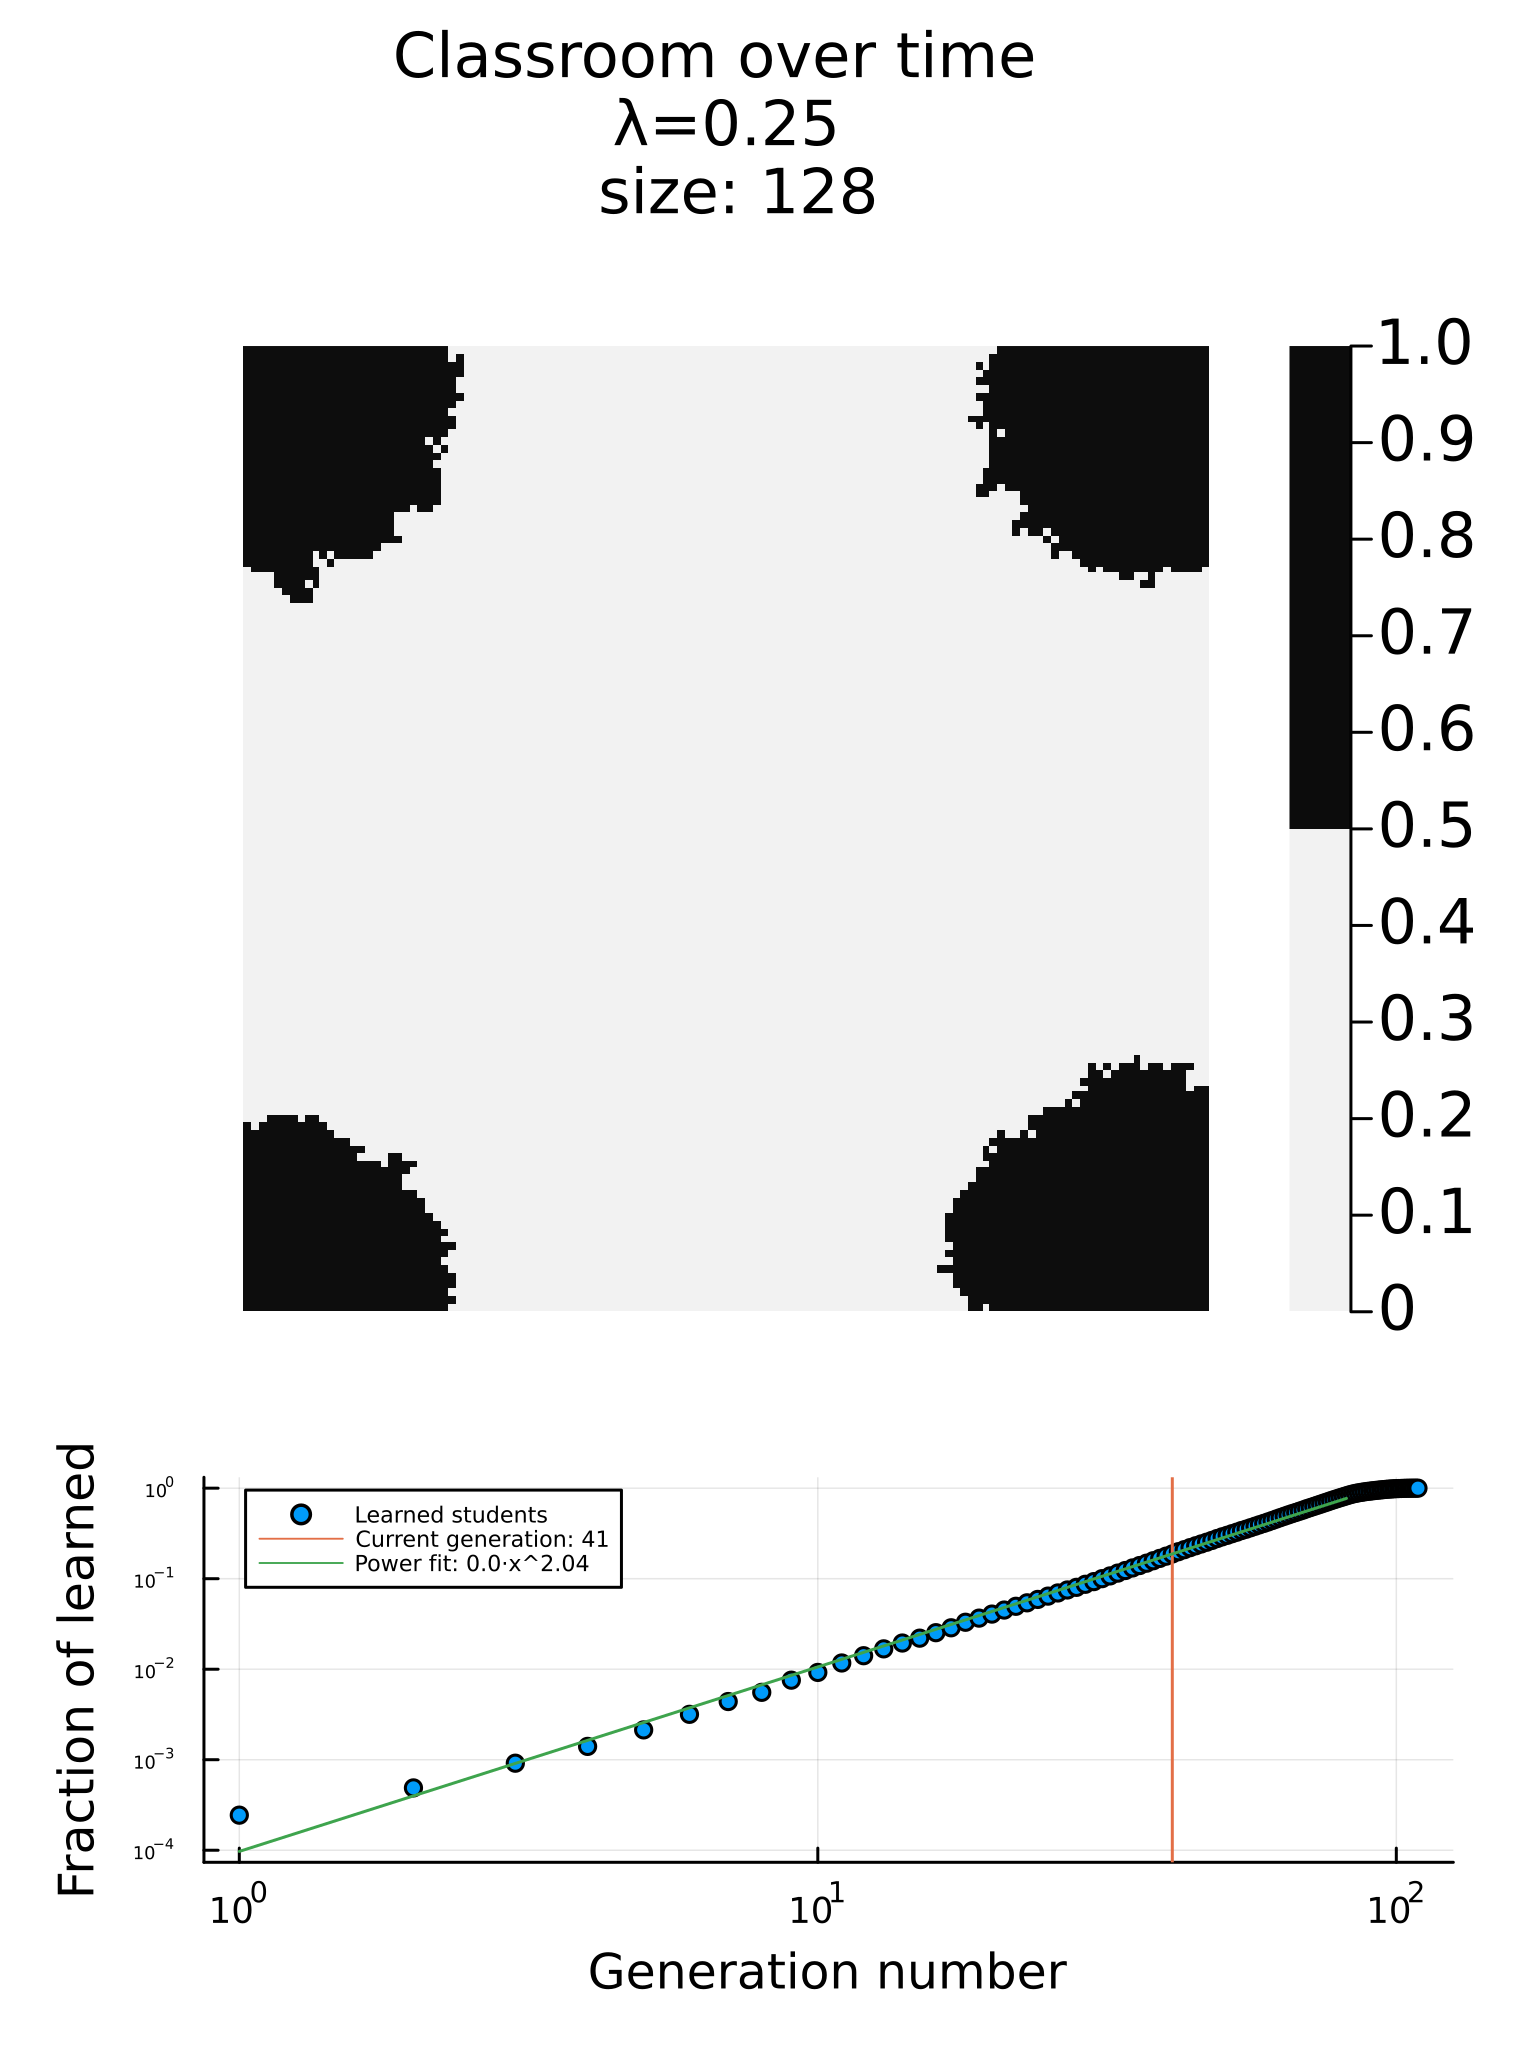 Classroom over time
λ=0.25
size: 128
1.0
0.9
0.8
0.7
0.6
0.5
0.4
0.3
0.2
0.1
0
Fraction of learned
10^0
10^-1
10^-2
10^-3
10^-4
Learned students
Current generation: 41
Power fit: 0.0·x^2.04
10^0 10^1 10^2
Generation number